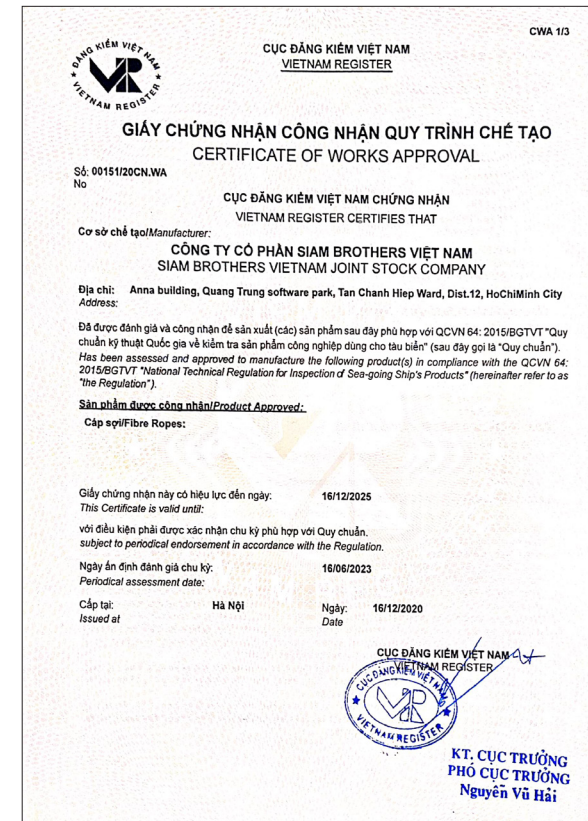 CWA 1/3
ĐĂNG KIỂM VIỆT NAM
VR
VIETNAM REGISTER
CỤC ĐĂNG KIỂM VIỆT NAM
VIETNAM REGISTER
GIẤY CHỨNG NHẬN CÔNG NHẬN QUY TRÌNH CHẾ TẠO
CERTIFICATE OF WORKS APPROVAL
Số: 00151/20CN.WA
No
CỤC ĐĂNG KIỂM VIỆT NAM CHỨNG NHẬN
VIETNAM REGISTER CERTIFIES THAT
Cơ sở chế tạo/Manufacturer:
CÔNG TY CỔ PHẦN SIAM BROTHERS VIỆT NAM
SIAM BROTHERS VIETNAM JOINT STOCK COMPANY
Địa chỉ: Anna building, Quang Trung software park, Tan Chanh Hiep Ward, Dist.12, HoChiMinh City
Address:
Đã được đánh giá và công nhận để sản xuất (các) sản phẩm sau đây phù hợp với QCVN 64: 2015/BGTVT "Quy
chuẩn kỹ thuật Quốc gia về kiểm tra sản phẩm công nghiệp dùng cho tàu biển" (sau đây gọi là "Quy chuẩn").
Has been assessed and approved to manufacture the following product(s) in compliance with the QCVN 64:
2015/BGTVT "National Technical Regulation for Inspection of Sea-going Ship's Products" (hereinafter refer to as
"the Regulation").
Sản phẩm được công nhận/Product Approved:
Cáp sợi/Fibre Ropes:
Giấy chứng nhận này có hiệu lực đến ngày: 16/12/2025
This Certificate is valid until:
với điều kiện phải được xác nhận chu kỳ phù hợp với Quy chuẩn.
subject to periodical endorsement in accordance with the Regulation.
Ngày ấn định đánh giá chu kỳ: 16/06/2023
Periodical assessment date:
Cấp tại: Hà Nội Ngày: 16/12/2020
Issued at Date
CỤC ĐĂNG KIỂM VIỆT NAM
VIETNAM REGISTER
CỤC ĐĂNG KIỂM VIỆT NAM
VR
VIETNAM REGISTER
KT. CỤC TRƯỞNG
PHÓ CỤC TRƯỞNG
Nguyễn Vũ Hải